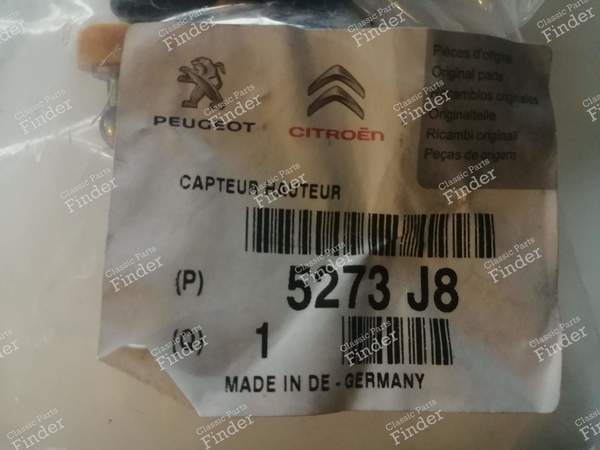 Pièces d'origine
Original parts
Recambios originales
Originalteile
Ricambi originali
Peças de origem
PEUGEOT
CITROËN
CAPTEUR HAUTEUR
(P) 5273 J8
(Q) 1
MADE IN DE - GERMANY
Classic Parts
Finder